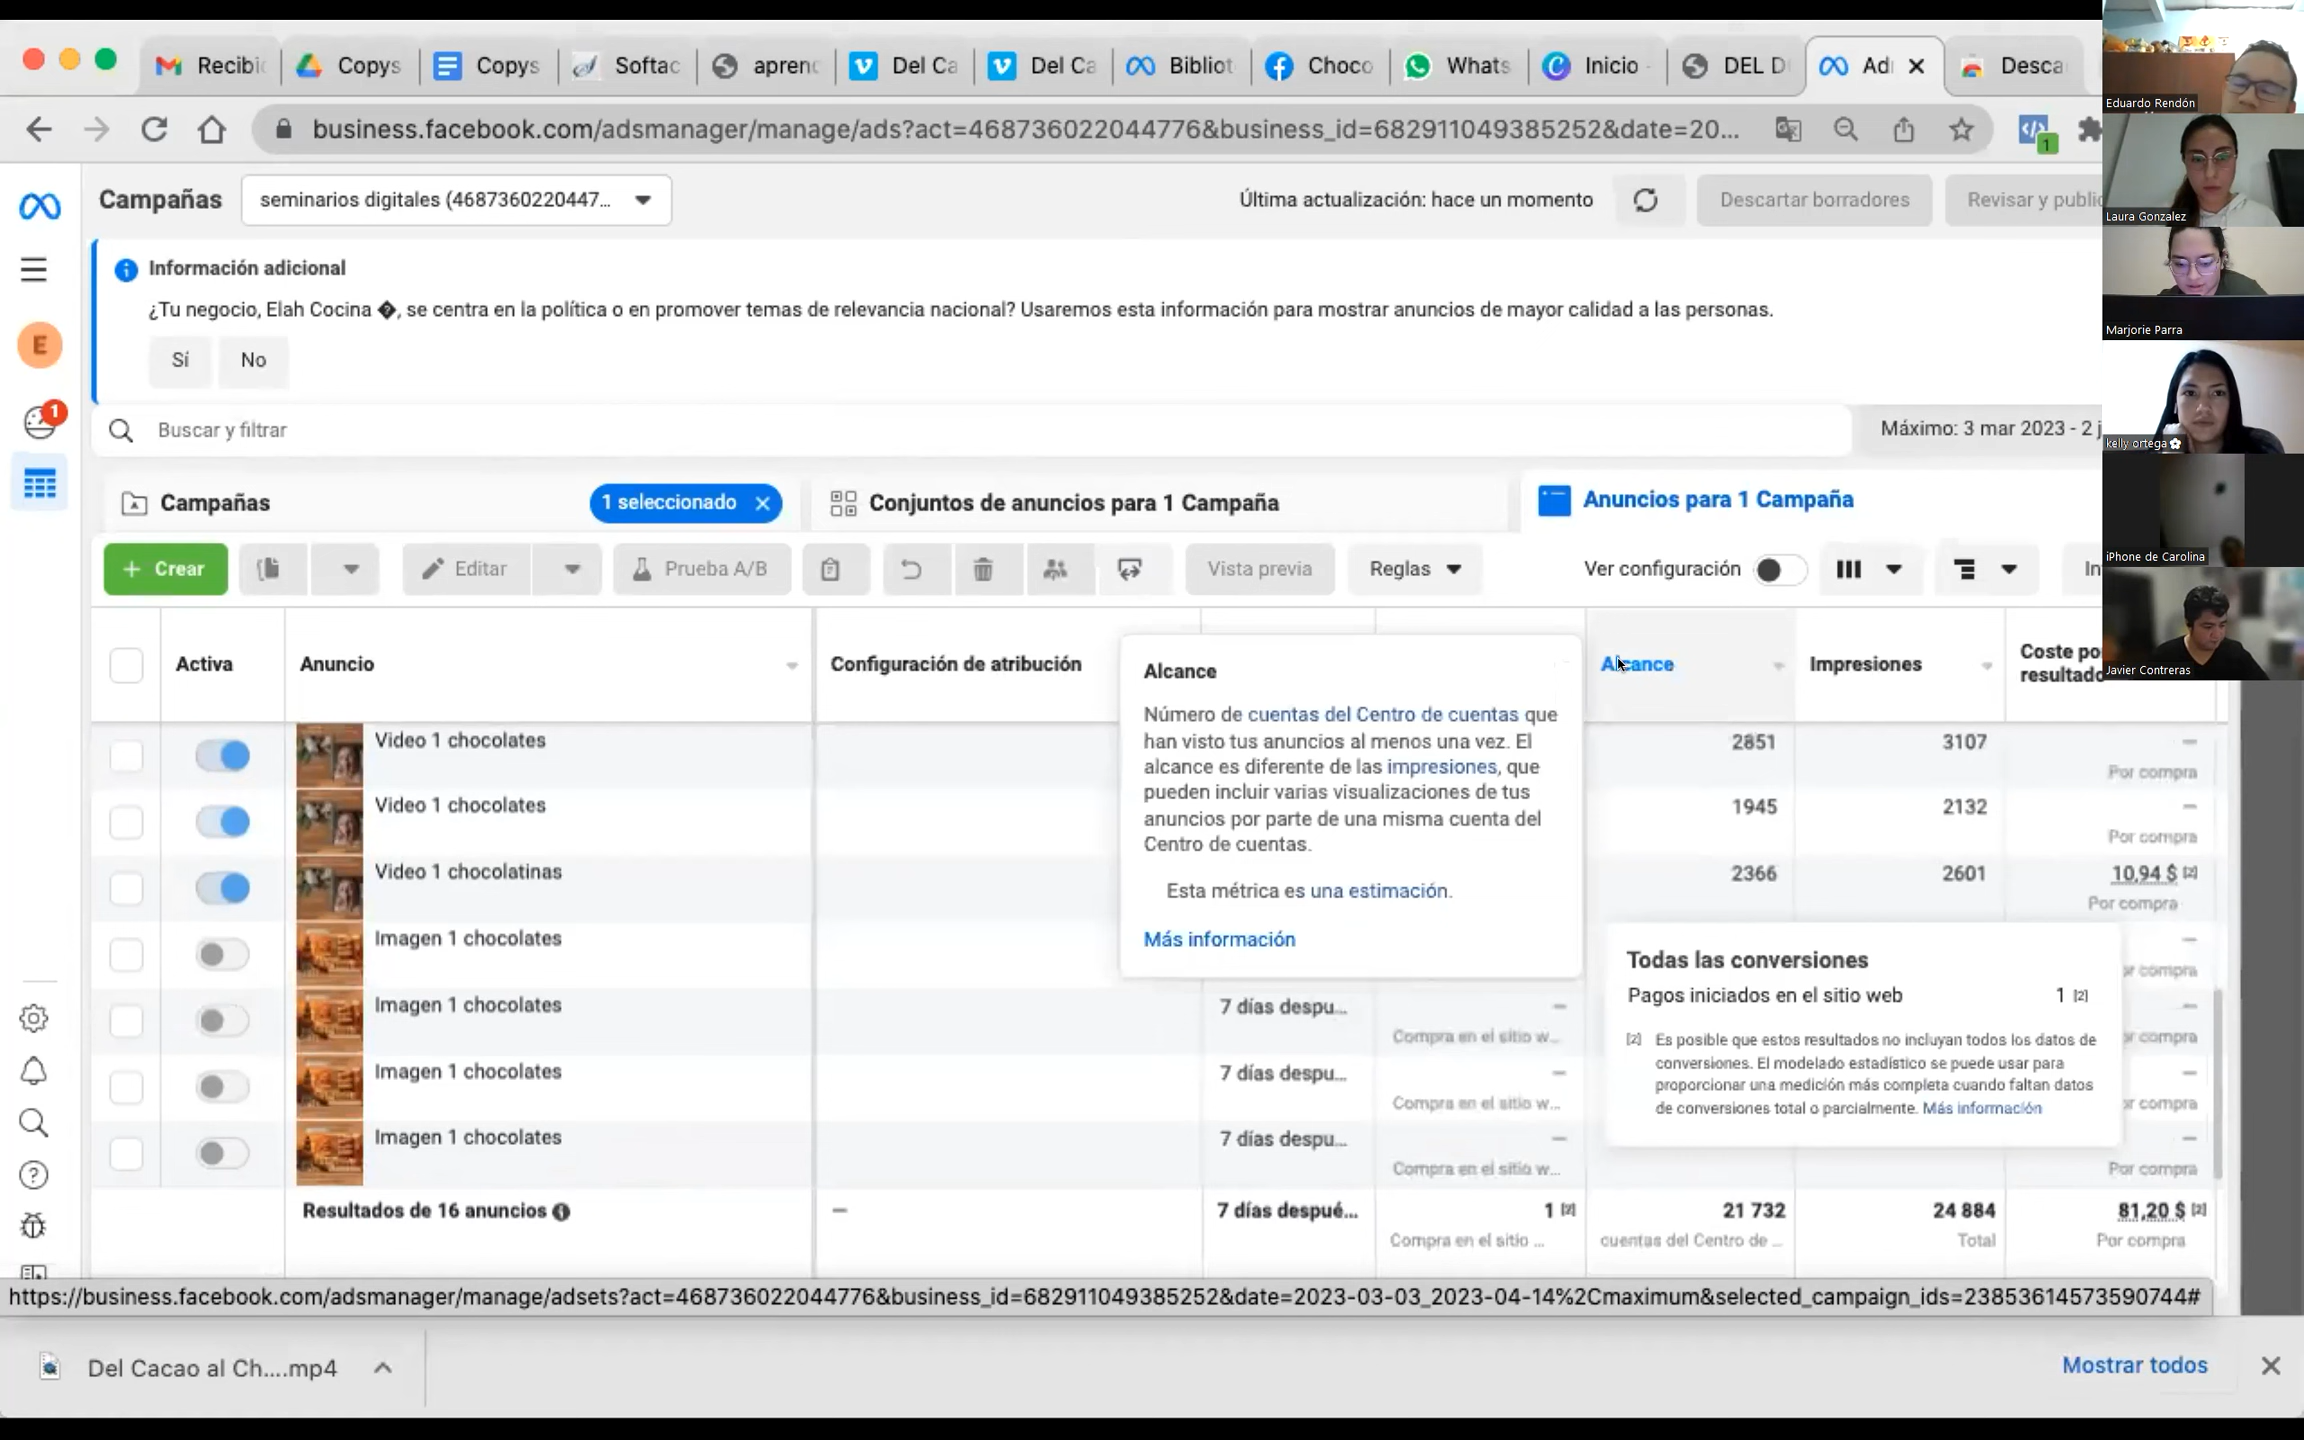 Recibi
Copys
Copys
Softac
apren
Del Ca
Del Ca
Bibliot
Choco
Whats
Inicio
DEL D
Ad
Desca
business.facebook.com/adsmanager/manage/ads?act=468736022044776&business_id=682911049385252&date=20...
1
Campañas
seminarios digitales (4687360220447...
Última actualización: hace un momento
Descartar borradores
Revisar y public
Información adicional
¿Tu negocio, Elah Cocina �, se centra en la política o en promover temas de relevancia nacional? Usaremos esta información para mostrar anuncios de mayor calidad a las personas.
Sí
No
E
1
Buscar y filtrar
Máximo: 3 mar 2023 - 2 j
Campañas
1 seleccionado
Conjuntos de anuncios para 1 Campaña
Anuncios para 1 Campaña
+ Crear
Editar
Prueba A/B
Vista previa
Reglas
Ver configuración
In
Activa
Anuncio
Configuración de atribución
Alcance
Impresiones
Coste po
resultado
Alcance
Número de cuentas del Centro de cuentas que
han visto tus anuncios al menos una vez. El
alcance es diferente de las impresiones, que
pueden incluir varias visualizaciones de tus
anuncios por parte de una misma cuenta del
Centro de cuentas.
Esta métrica es una estimación.
Más información
Video 1 chocolates
2851
3107
—
Por compra
Video 1 chocolates
1945
2132
—
Por compra
Video 1 chocolatinas
2366
2601
10,94 $ [2]
Por compra
Imagen 1 chocolates
—
or compra
Todas las conversiones
Pagos iniciados en el sitio web 1 [2]
[2] Es posible que estos resultados no incluyan todos los datos de
conversiones. El modelado estadístico se puede usar para
proporcionar una medición más completa cuando faltan datos
de conversiones total o parcialmente. Más información
Imagen 1 chocolates
7 días despu...
—
Compra en el sitio w...
—
or compra
Imagen 1 chocolates
7 días despu...
—
Compra en el sitio w...
—
or compra
Imagen 1 chocolates
7 días despu...
—
Compra en el sitio w...
—
Por compra
Resultados de 16 anuncios
—
7 días despué...
1 [2]
Compra en el sitio ...
21 732
cuentas del Centro de ...
24 884
Total
81,20 $ [2]
Por compra
https://business.facebook.com/adsmanager/manage/adsets?act=468736022044776&business_id=682911049385252&date=2023-03-03_2023-04-14%2Cmaximum&selected_campaign_ids=23853614573590744#
Del Cacao al Ch....mp4
Mostrar todos
Eduardo Rendón
Laura Gonzalez
Marjorie Parra
kelly ortega
iPhone de Carolina
Javier Contreras